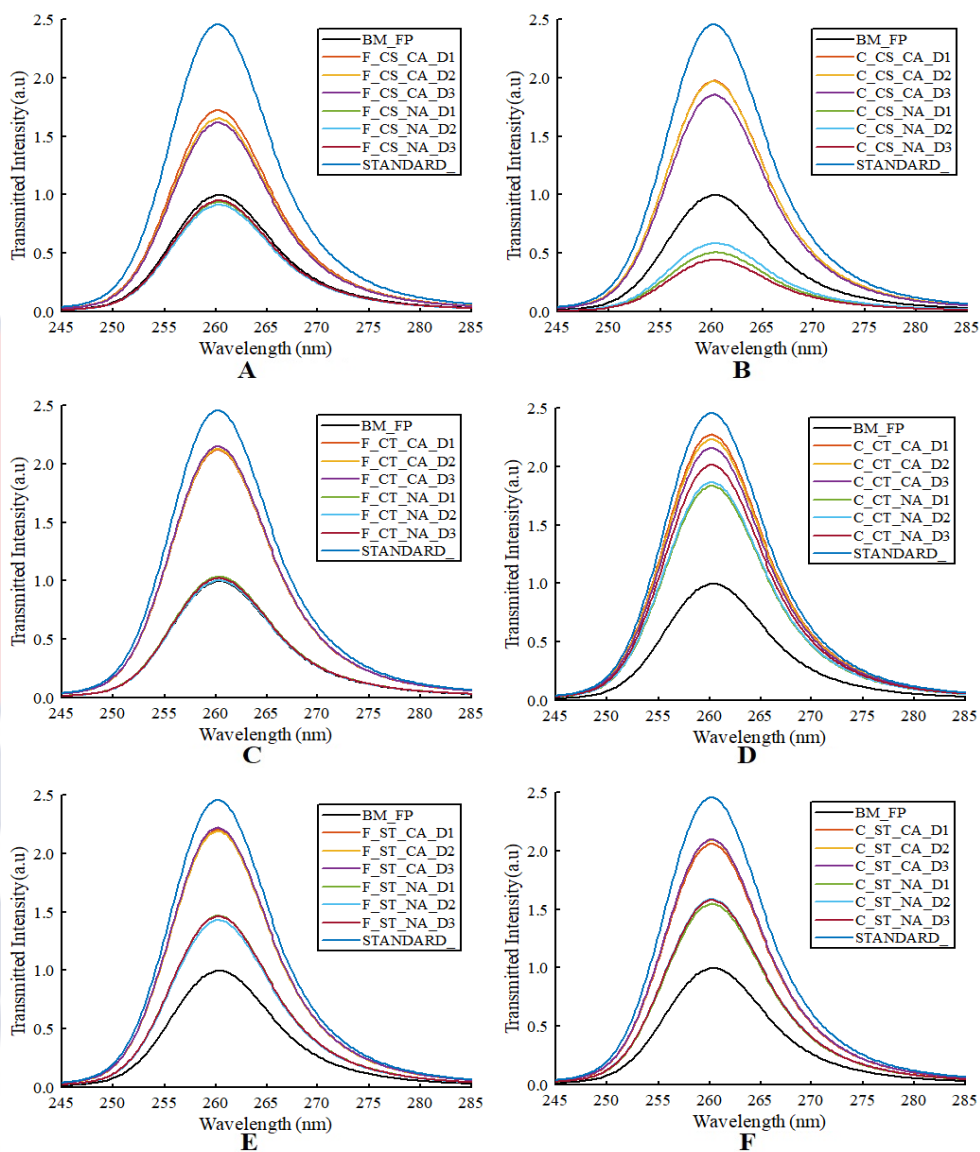 2.5
2.0
1.5
1.0
0.5
0.0
Transmitted Intensity (a.u)
BM_FP
F_CS_CA_D1
F_CS_CA_D2
F_CS_CA_D3
F_CS_NA_D1
F_CS_NA_D2
F_CS_NA_D3
STANDARD_
245 250 255 260 265 270 275 280 285
Wavelength (nm)
A
2.5
2.0
1.5
1.0
0.5
0.0
Transmitted Intensity (a.u)
BM_FP
C_CS_CA_D1
C_CS_CA_D2
C_CS_CA_D3
C_CS_NA_D1
C_CS_NA_D2
C_CS_NA_D3
STANDARD_
245 250 255 260 265 270 275 280 285
Wavelength (nm)
B
2.5
2.0
1.5
1.0
0.5
0.0
Transmitted Intensity (a.u)
BM_FP
F_CT_CA_D1
F_CT_CA_D2
F_CT_CA_D3
F_CT_NA_D1
F_CT_NA_D2
F_CT_NA_D3
STANDARD_
245 250 255 260 265 270 275 280 285
Wavelength (nm)
C
2.5
2.0
1.5
1.0
0.5
0.0
Transmitted Intensity (a.u)
BM_FP
C_CT_CA_D1
C_CT_CA_D2
C_CT_CA_D3
C_CT_NA_D1
C_CT_NA_D2
C_CT_NA_D3
STANDARD_
245 250 255 260 265 270 275 280 285
Wavelength (nm)
D
2.5
2.0
1.5
1.0
0.5
0.0
Transmitted Intensity (a.u)
BM_FP
F_ST_CA_D1
F_ST_CA_D2
F_ST_CA_D3
F_ST_NA_D1
F_ST_NA_D2
F_ST_NA_D3
STANDARD_
245 250 255 260 265 270 275 280 285
Wavelength (nm)
E
2.5
2.0
1.5
1.0
0.5
0.0
Transmitted Intensity (a.u)
BM_FP
C_ST_CA_D1
C_ST_CA_D2
C_ST_CA_D3
C_ST_NA_D1
C_ST_NA_D2
C_ST_NA_D3
STANDARD_
245 250 255 260 265 270 275 280 285
Wavelength (nm)
F